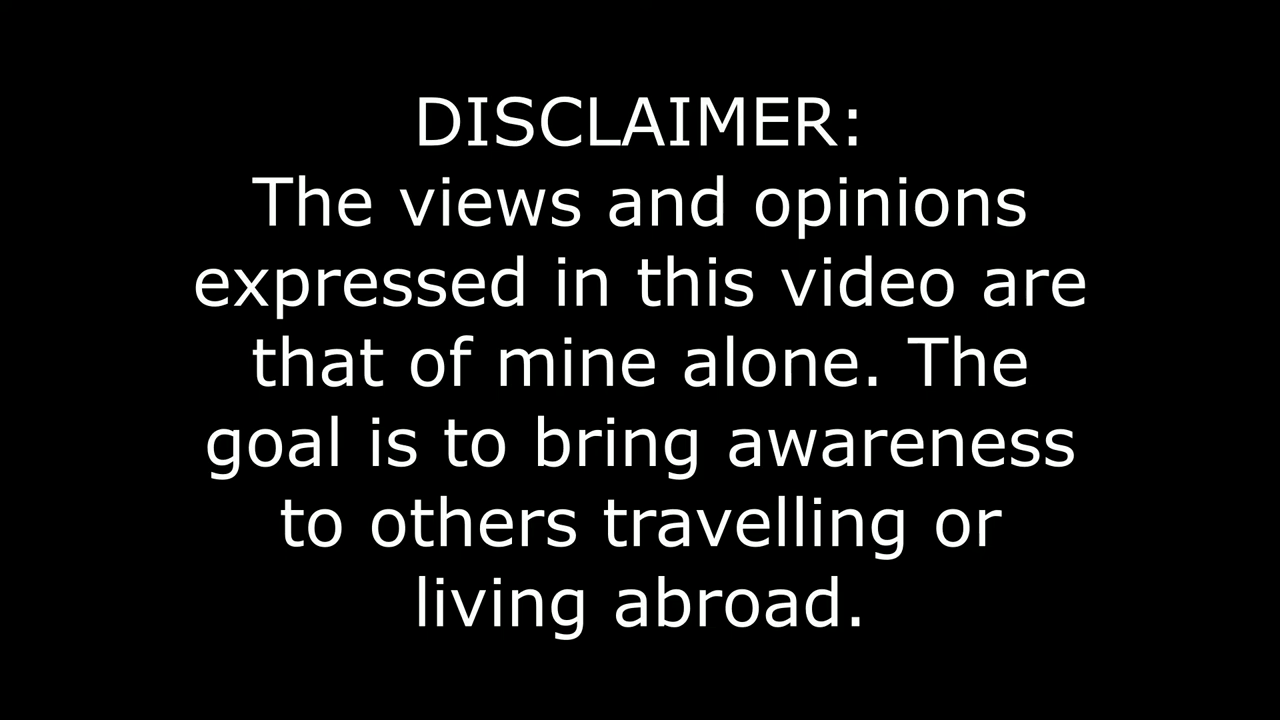 DISCLAIMER:
The views and opinions
expressed in this video are
that of mine alone. The
goal is to bring awareness
to others travelling or
living abroad.